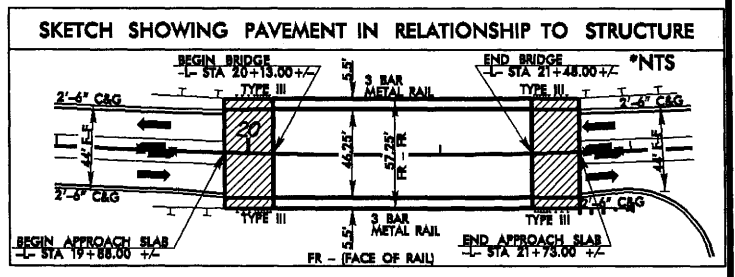 SKETCH SHOWING PAVEMENT IN RELATIONSHIP TO STRUCTURE
BEGIN BRIDGE
-L- STA 20+13.00 +/-
END BRIDGE
-L- STA 21+48.00 +/-
*NTS
5.5'
3 BAR
METAL RAIL
TYPE III
TYPE III
2'-6" C&G
2'-6" C&G
44' F-F
20
46.25'
57.25'
FR - FR
44' F-F
2'-6" C&G
2'-6" C&G
TYPE III
TYPE III
3 BAR
METAL RAIL
5.5'
BEGIN APPROACH SLAB
-L- STA 19+88.00 +/-
END APPROACH SLAB
-L- STA 21+73.00 +/-
FR - (FACE OF RAIL)